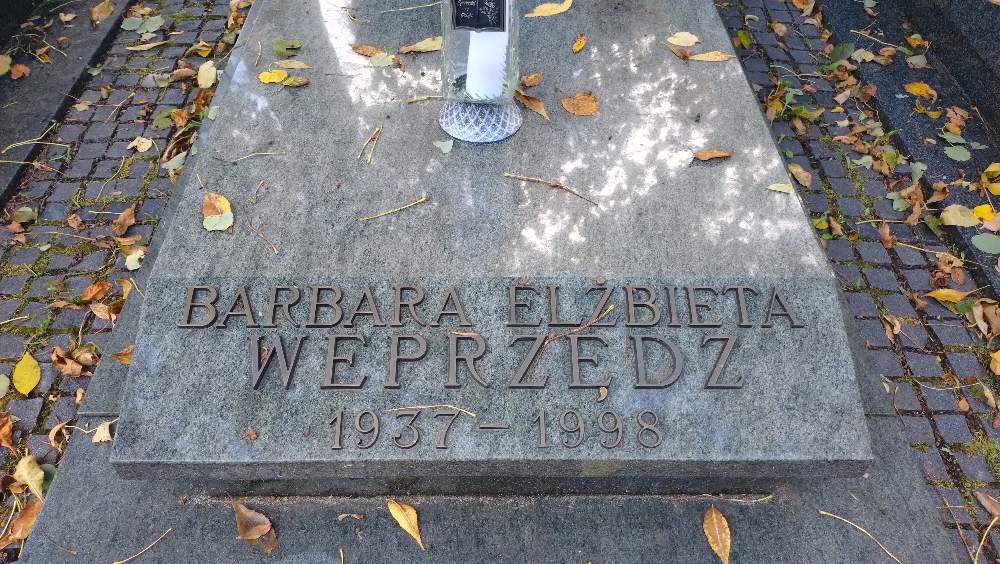 BARBARA ELŻBIETA
WEPRZĘDZ
1937 - 1998